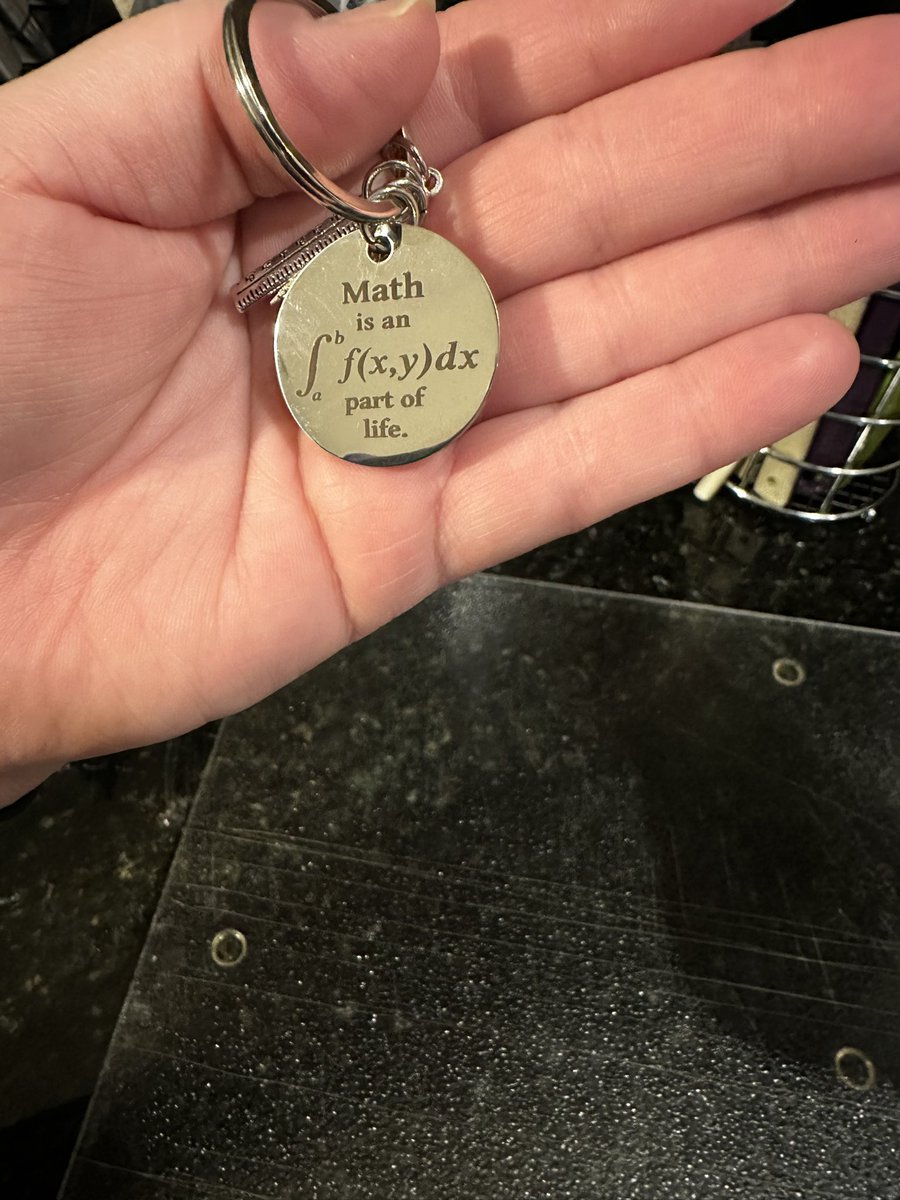 Math
is an
∫ₐᵇ f(x,y)dx
part of
life.